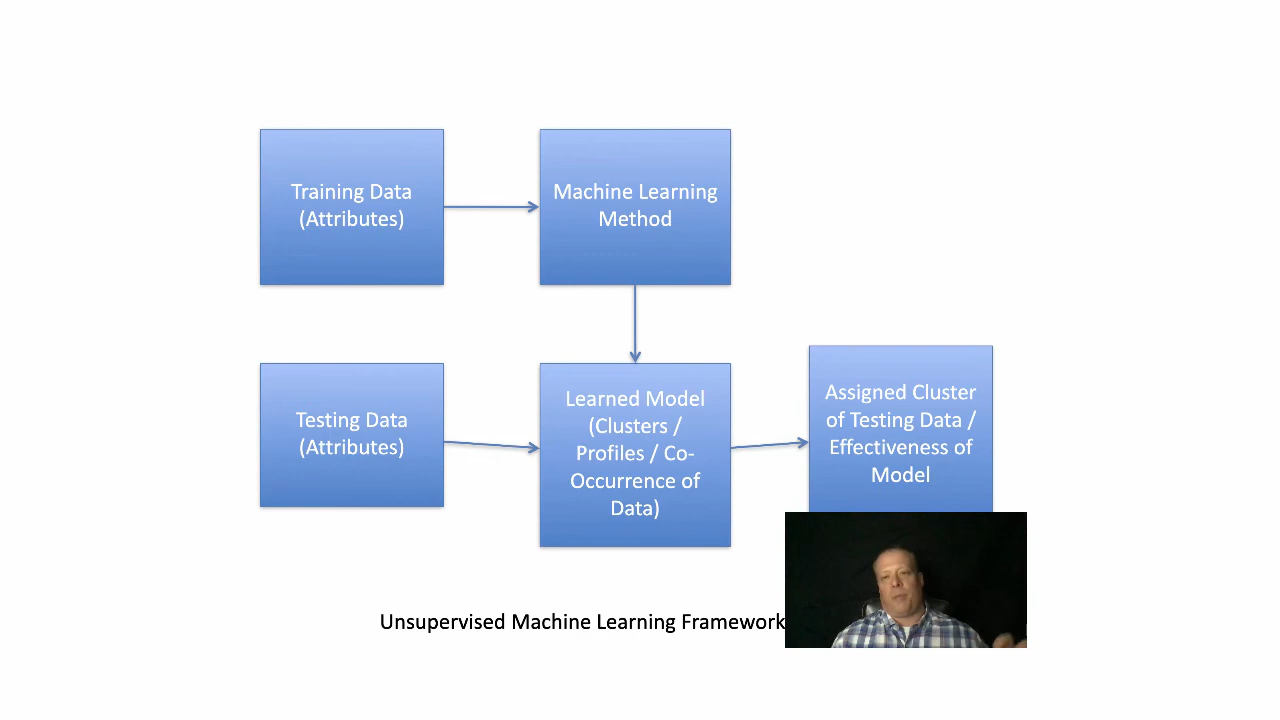 Training Data
(Attributes)
Machine Learning
Method
Testing Data
(Attributes)
Learned Model
(Clusters /
Profiles / Co-
Occurrence of
Data)
Assigned Cluster
of Testing Data /
Effectiveness of
Model
Unsupervised Machine Learning Framework